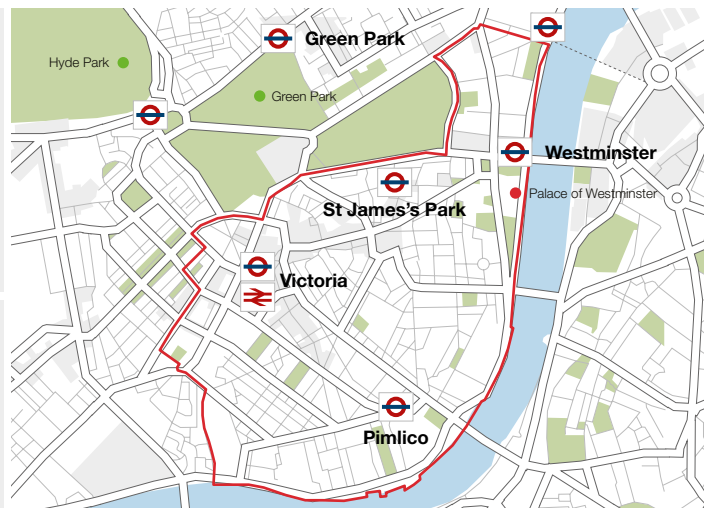 Green Park
Hyde Park
Green Park
Westminster
Palace of Westminster
St James’s Park
Victoria
Pimlico